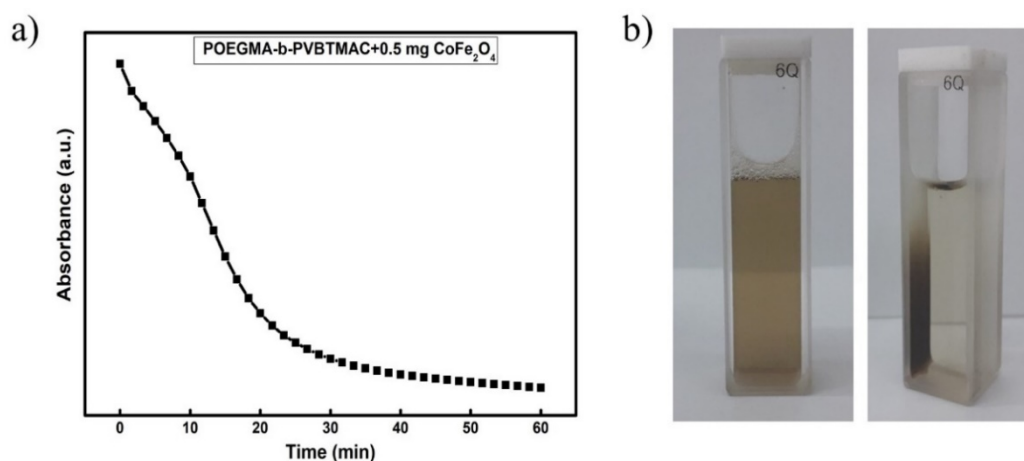 a)
POEGMA-b-PVBTMAC+0.5 mg CoFe₂O₄
Absorbance (a.u.)
0 10 20 30 40 50 60
Time (min)
b)
6Q
6Q